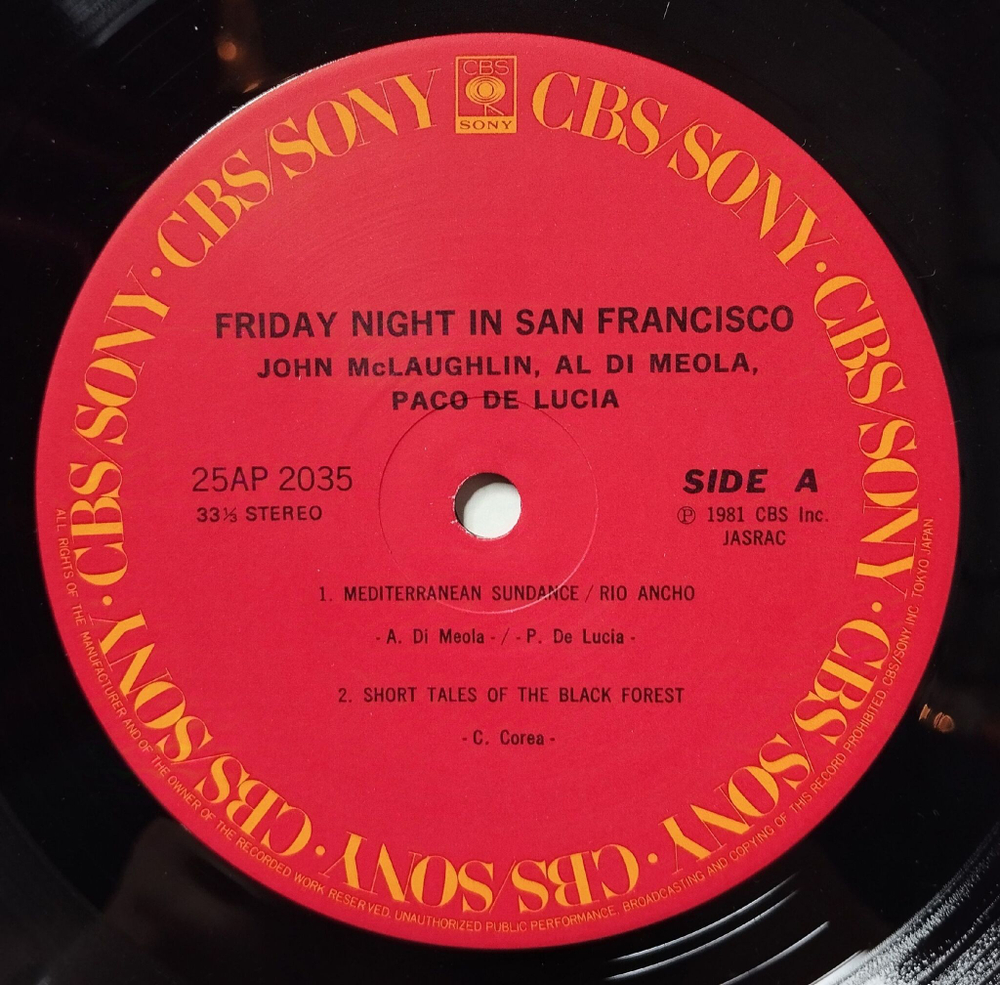 CBS
SONY
CBS/SONY · CBS/SONY · CBS/SONY · CBS/SONY · CBS/SONY · CBS/SONY · CBS/SONY · CBS/SONY
FRIDAY NIGHT IN SAN FRANCISCO
JOHN McLAUGHLIN, AL DI MEOLA,
PACO DE LUCIA
25AP 2035
33⅓ STEREO
SIDE A
℗ 1981 CBS Inc.
JASRAC
1. MEDITERRANEAN SUNDANCE / RIO ANCHO
- A. Di Meola - / - P. De Lucia -
2. SHORT TALES OF THE BLACK FOREST
- C. Corea -
ALL RIGHTS OF THE MANUFACTURER AND OF THE OWNER OF THE RECORDED WORK RESERVED. UNAUTHORIZED PUBLIC PERFORMANCE, BROADCASTING AND COPYING OF THIS RECORD PROHIBITED CBS/SONY INC. TOKYO JAPAN